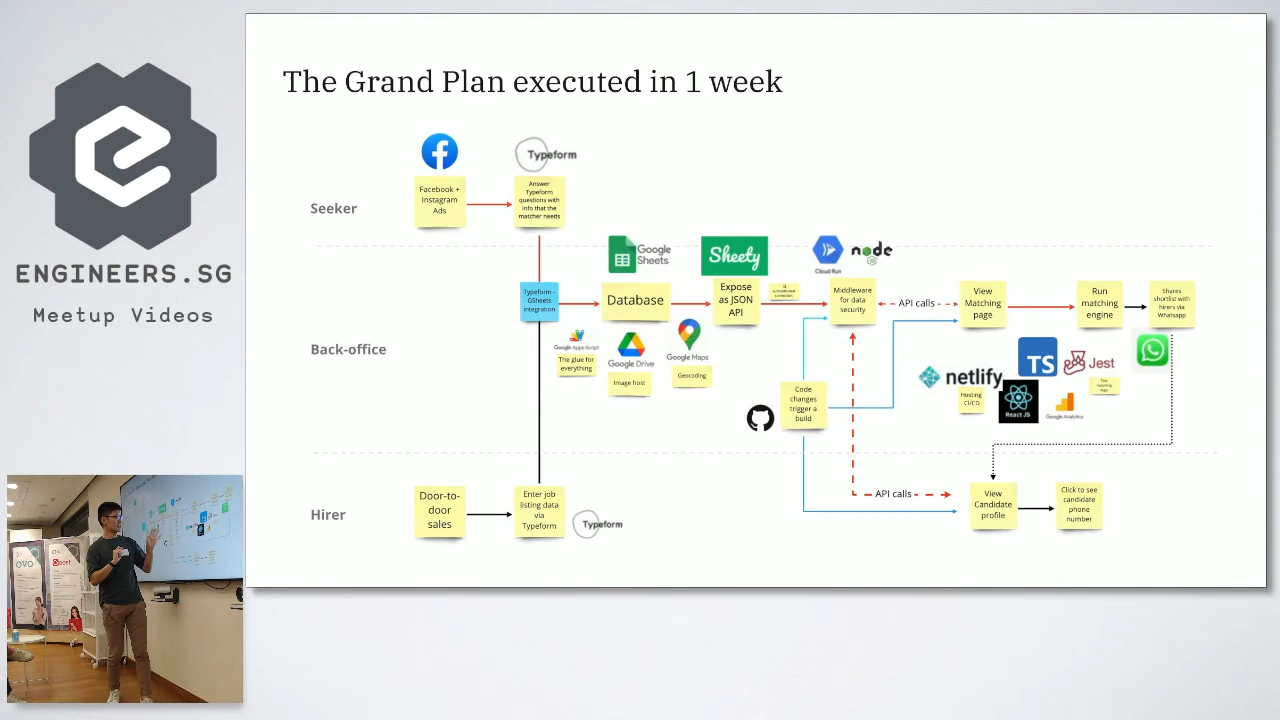 ENGINEERS.SG
Meetup Videos
The Grand Plan executed in 1 week
Typeform
Seeker
Facebook +
Instagram
Ads
Answer
Typeform
questions with
info that the
matcher needs
Google
Sheets
Sheety
Cloud Run
node
JS
Back-office
Typeform -
GSheets
integration
Database
Expose
as JSON
API
Middleware
for data
security
API calls
View
Matching
page
Run
matching
engine
Shares
shortlist with
hirers via
Whatsapp
Google Apps Script
The glue for
everything
Google Drive
Image host
Google Maps
Geocoding
Code
changes
trigger a
build
netlify
Hosting
CI/CD
TS
Jest
React JS
Google Analytics
Hirer
Door-to-
door
sales
Enter job
listing data
via
Typeform
Typeform
API calls
View
Candidate
profile
Click to see
candidate
phone
number
OVO